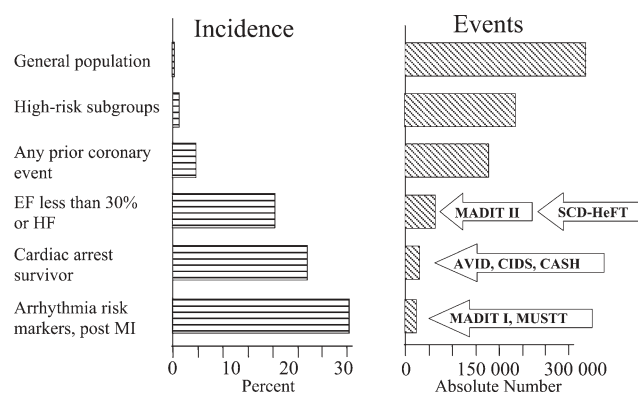 Incidence
Events
General population
High-risk subgroups
Any prior coronary
event
EF less than 30%
or HF
MADIT II
SCD-HeFT
Cardiac arrest
survivor
AVID, CIDS, CASH
Arrhythmia risk
markers, post MI
MADIT I, MUSTT
0 10 20 30
Percent
0 150 000 300 000
Absolute Number